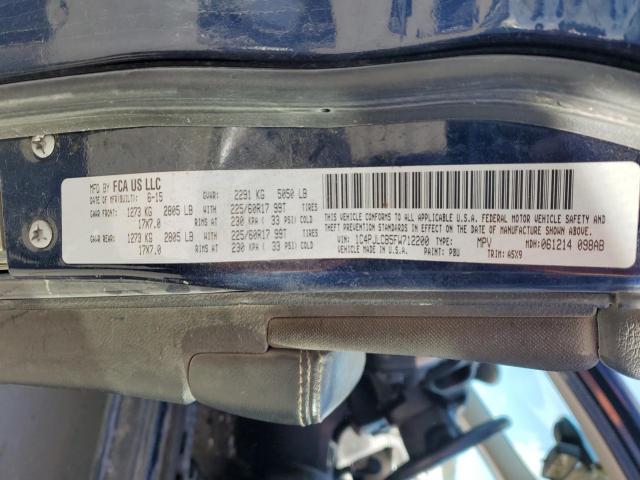 MFD BY: FCA US LLC
DATE OF MFR(BUILT): 6-15 GVWR: 2291 KG 5050 LB
GAWR FRONT: 1273 KG 2805 LB WITH 225/60R17 99T TIRES
17X7.0 RIMS AT 230 KPA ( 33 PSI) COLD
GAWR REAR: 1273 KG 2805 LB WITH 225/60R17 99T TIRES
17X7.0 RIMS AT 230 KPA ( 33 PSI) COLD
THIS VEHICLE CONFORMS TO ALL APPLICABLE U.S.A. FEDERAL MOTOR VEHICLE SAFETY AND
THEFT PREVENTION STANDARDS IN EFFECT ON THE DATE OF MANUFACTURE SHOWN ABOVE.
VIN: 1C4PJLCB5FW712200 TYPE: MPV MDH: 061214 098AB
VEHICLE MADE IN U.S.A. PAINT: PBU TRIM: A5X9